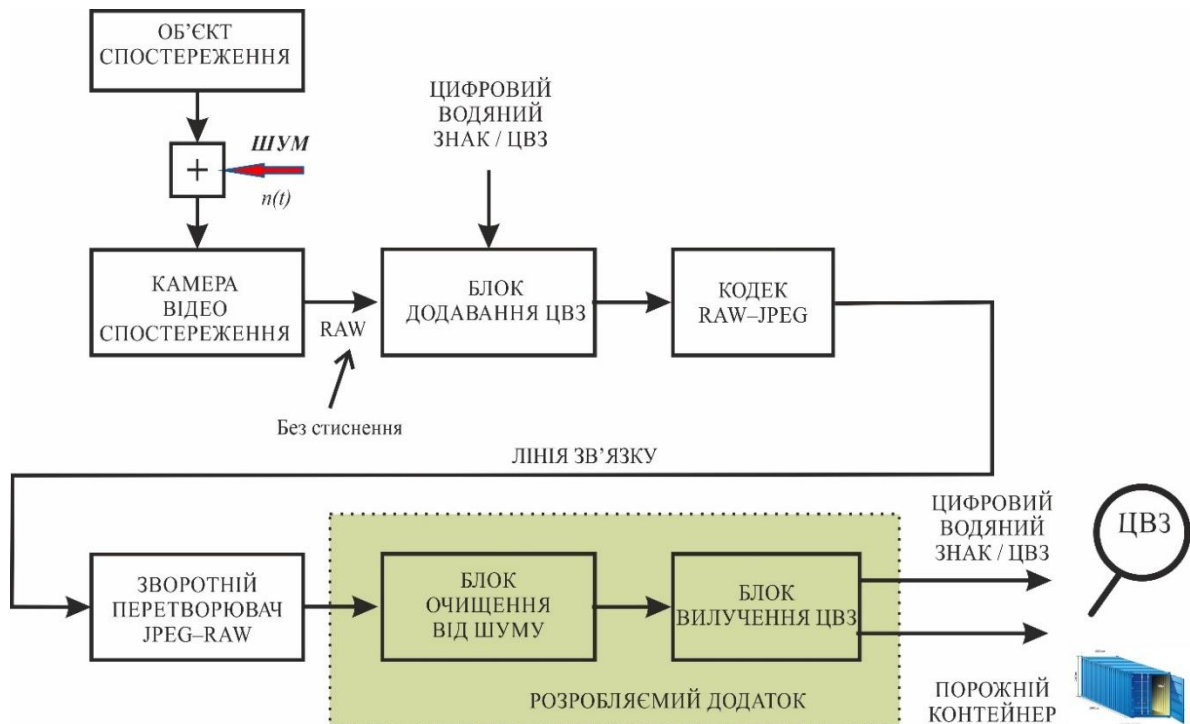 ОБ’ЄКТ
СПОСТЕРЕЖЕННЯ
ШУМ
+
n(t)
ЦИФРОВИЙ
ВОДЯНИЙ
ЗНАК / ЦВЗ
КАМЕРА
ВІДЕО
СПОСТЕРЕЖЕННЯ
RAW
Без стиснення
БЛОК
ДОДАВАННЯ ЦВЗ
КОДЕК
RAW–JPEG
ЛІНІЯ ЗВ’ЯЗКУ
ЗВОРОТНІЙ
ПЕРЕТВОРЮВАЧ
JPEG–RAW
БЛОК
ОЧИЩЕННЯ
ВІД ШУМУ
БЛОК
ВИЛУЧЕННЯ ЦВЗ
РОЗРОБЛЯЄМИЙ ДОДАТОК
ЦИФРОВИЙ
ВОДЯНИЙ
ЗНАК / ЦВЗ
ЦВЗ
ПОРОЖНІЙ
КОНТЕЙНЕР